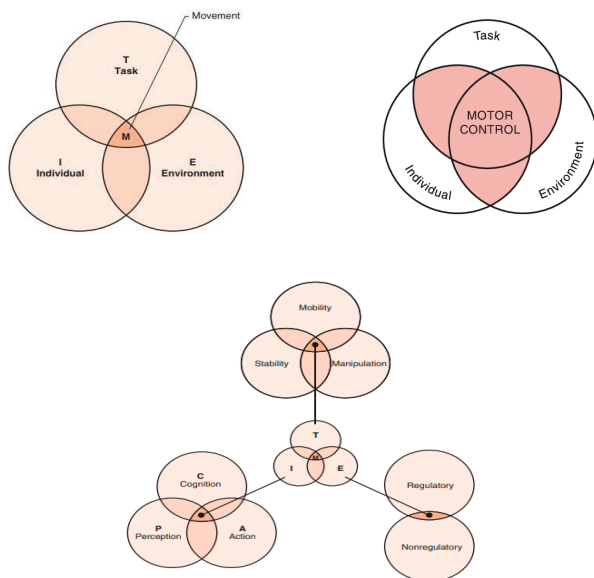 Movement
T
Task
M
I
Individual
E
Environment
Task
MOTOR
CONTROL
Individual
Environment
Mobility
Stability
Manipulation
T
M
I
E
C
Cognition
P
Perception
A
Action
Regulatory
Nonregulatory